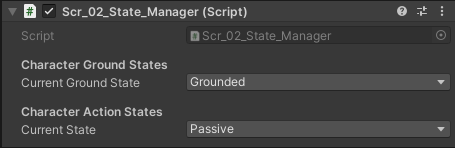 Scr_02_State_Manager (Script)
Script Scr_02_State_Manager
Character Ground States
Current Ground State Grounded
Character Action States
Current State Passive